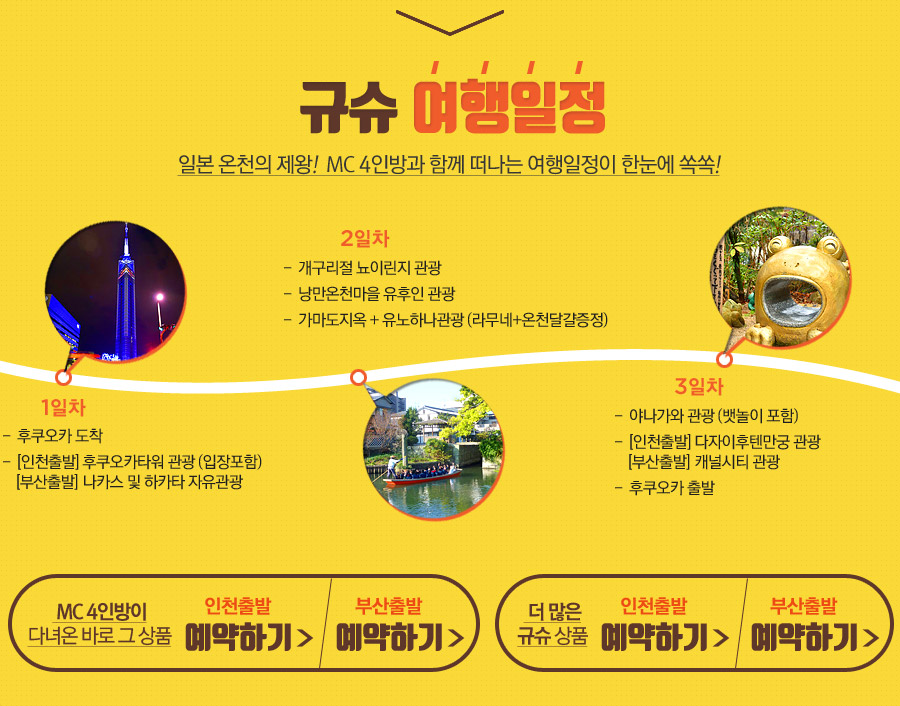 규슈 여행일정
일본 온천의 제왕! MC 4인방과 함께 떠나는 여행일정이 한눈에 쏙쏙!
1일차
- 후쿠오카 도착
- [인천출발] 후쿠오카타워 관광 (입장포함)
[부산출발] 나카스 및 하카타 자유관광
2일차
- 개구리절 뇨이린지 관광
- 낭만온천마을 유후인 관광
- 가마도지옥 + 유노하나관광 (라무네+온천달걀증정)
3일차
- 야나가와 관광 (뱃놀이 포함)
- [인천출발] 다자이후텐만궁 관광
[부산출발] 캐널시티 관광
- 후쿠오카 출발
MC 4인방이
다녀온 바로 그 상품
인천출발
예약하기 >
부산출발
예약하기 >
더 많은
규슈 상품
인천출발
예약하기 >
부산출발
예약하기 >